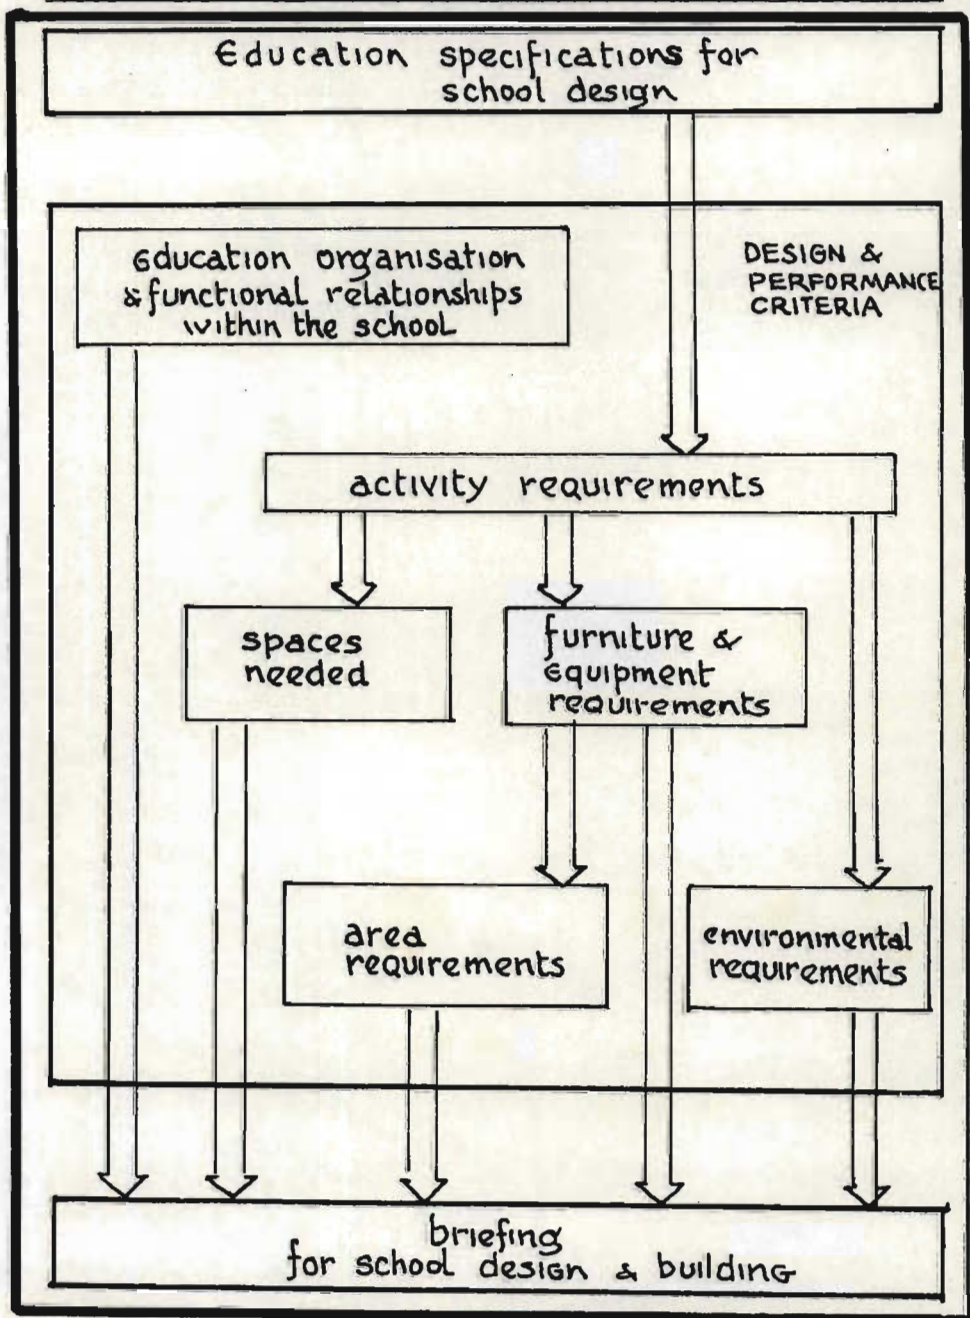 Education specifications for
school design
Education organisation
& functional relationships
within the school
DESIGN &
PERFORMANCE
CRITERIA
activity requirements
spaces
needed
furniture &
equipment
requirements
area
requirements
environmental
requirements
briefing
for school design & building